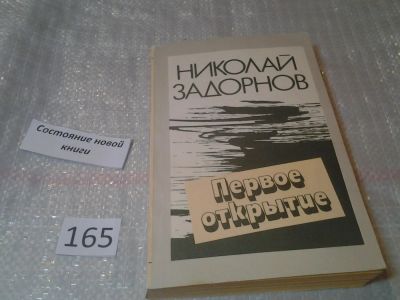 НИКОЛАЙ
ЗАДОРНОВ
Первое
открытие
Состояние новой
книги
165